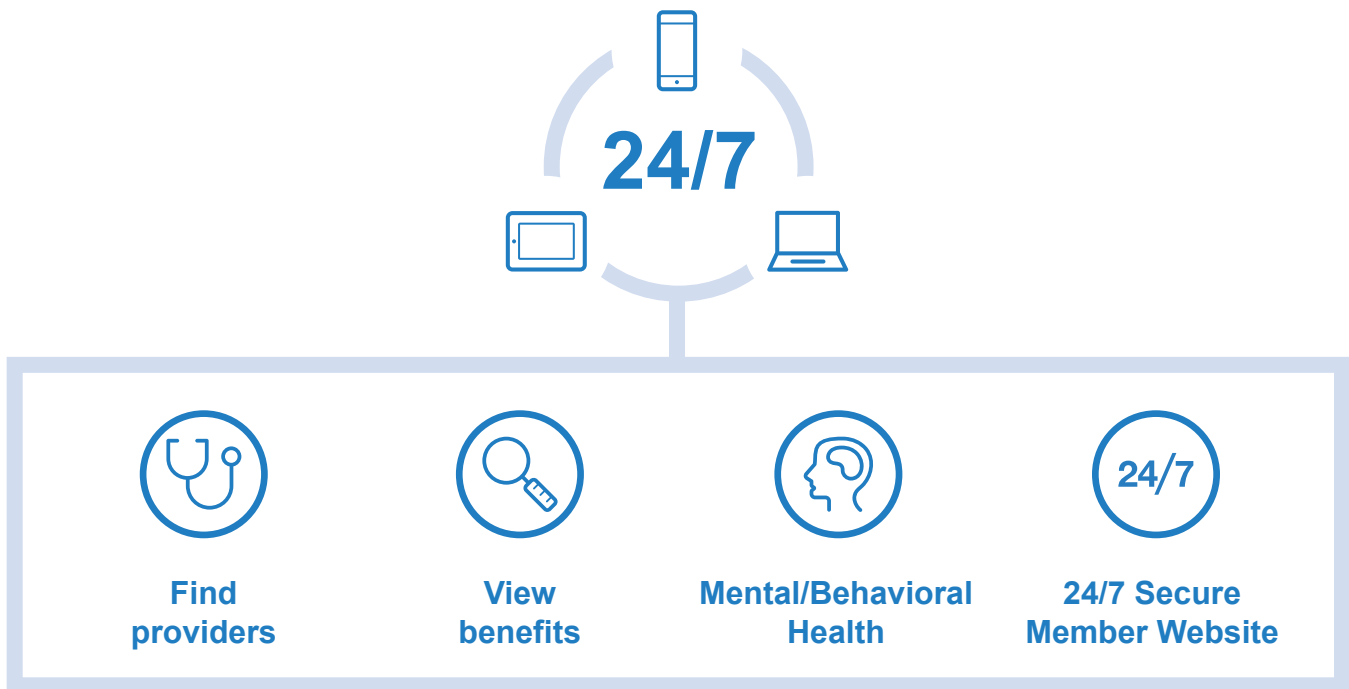 24/7
24/7
Find
providers
View
benefits
Mental/Behavioral
Health
24/7 Secure
Member Website